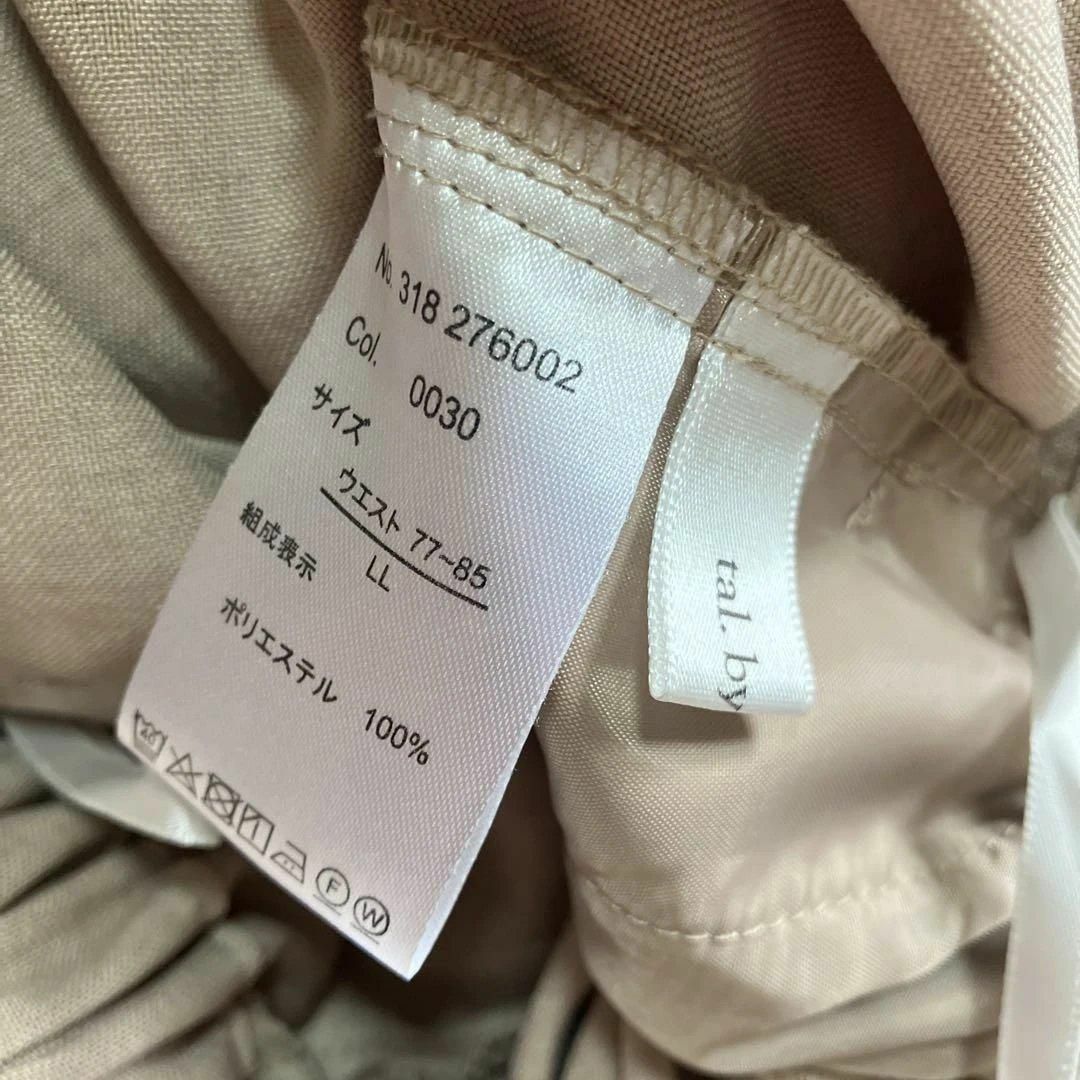 No. 318 276002
Col. 0030
サイズ
ウエスト 77~85
LL
組成表示
ポリエステル 100%
F W
tal. by